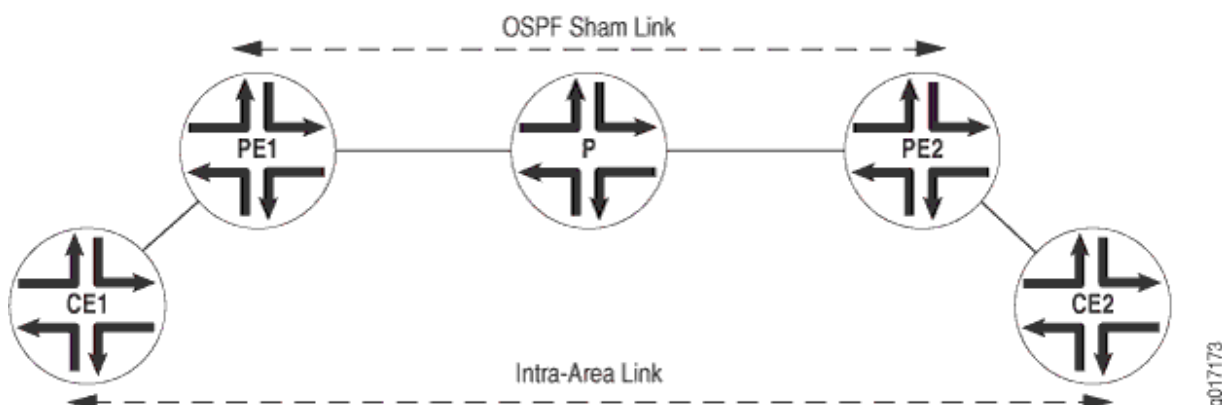 OSPF Sham Link
PE1
P
PE2
CE1
CE2
Intra-Area Link
g017173